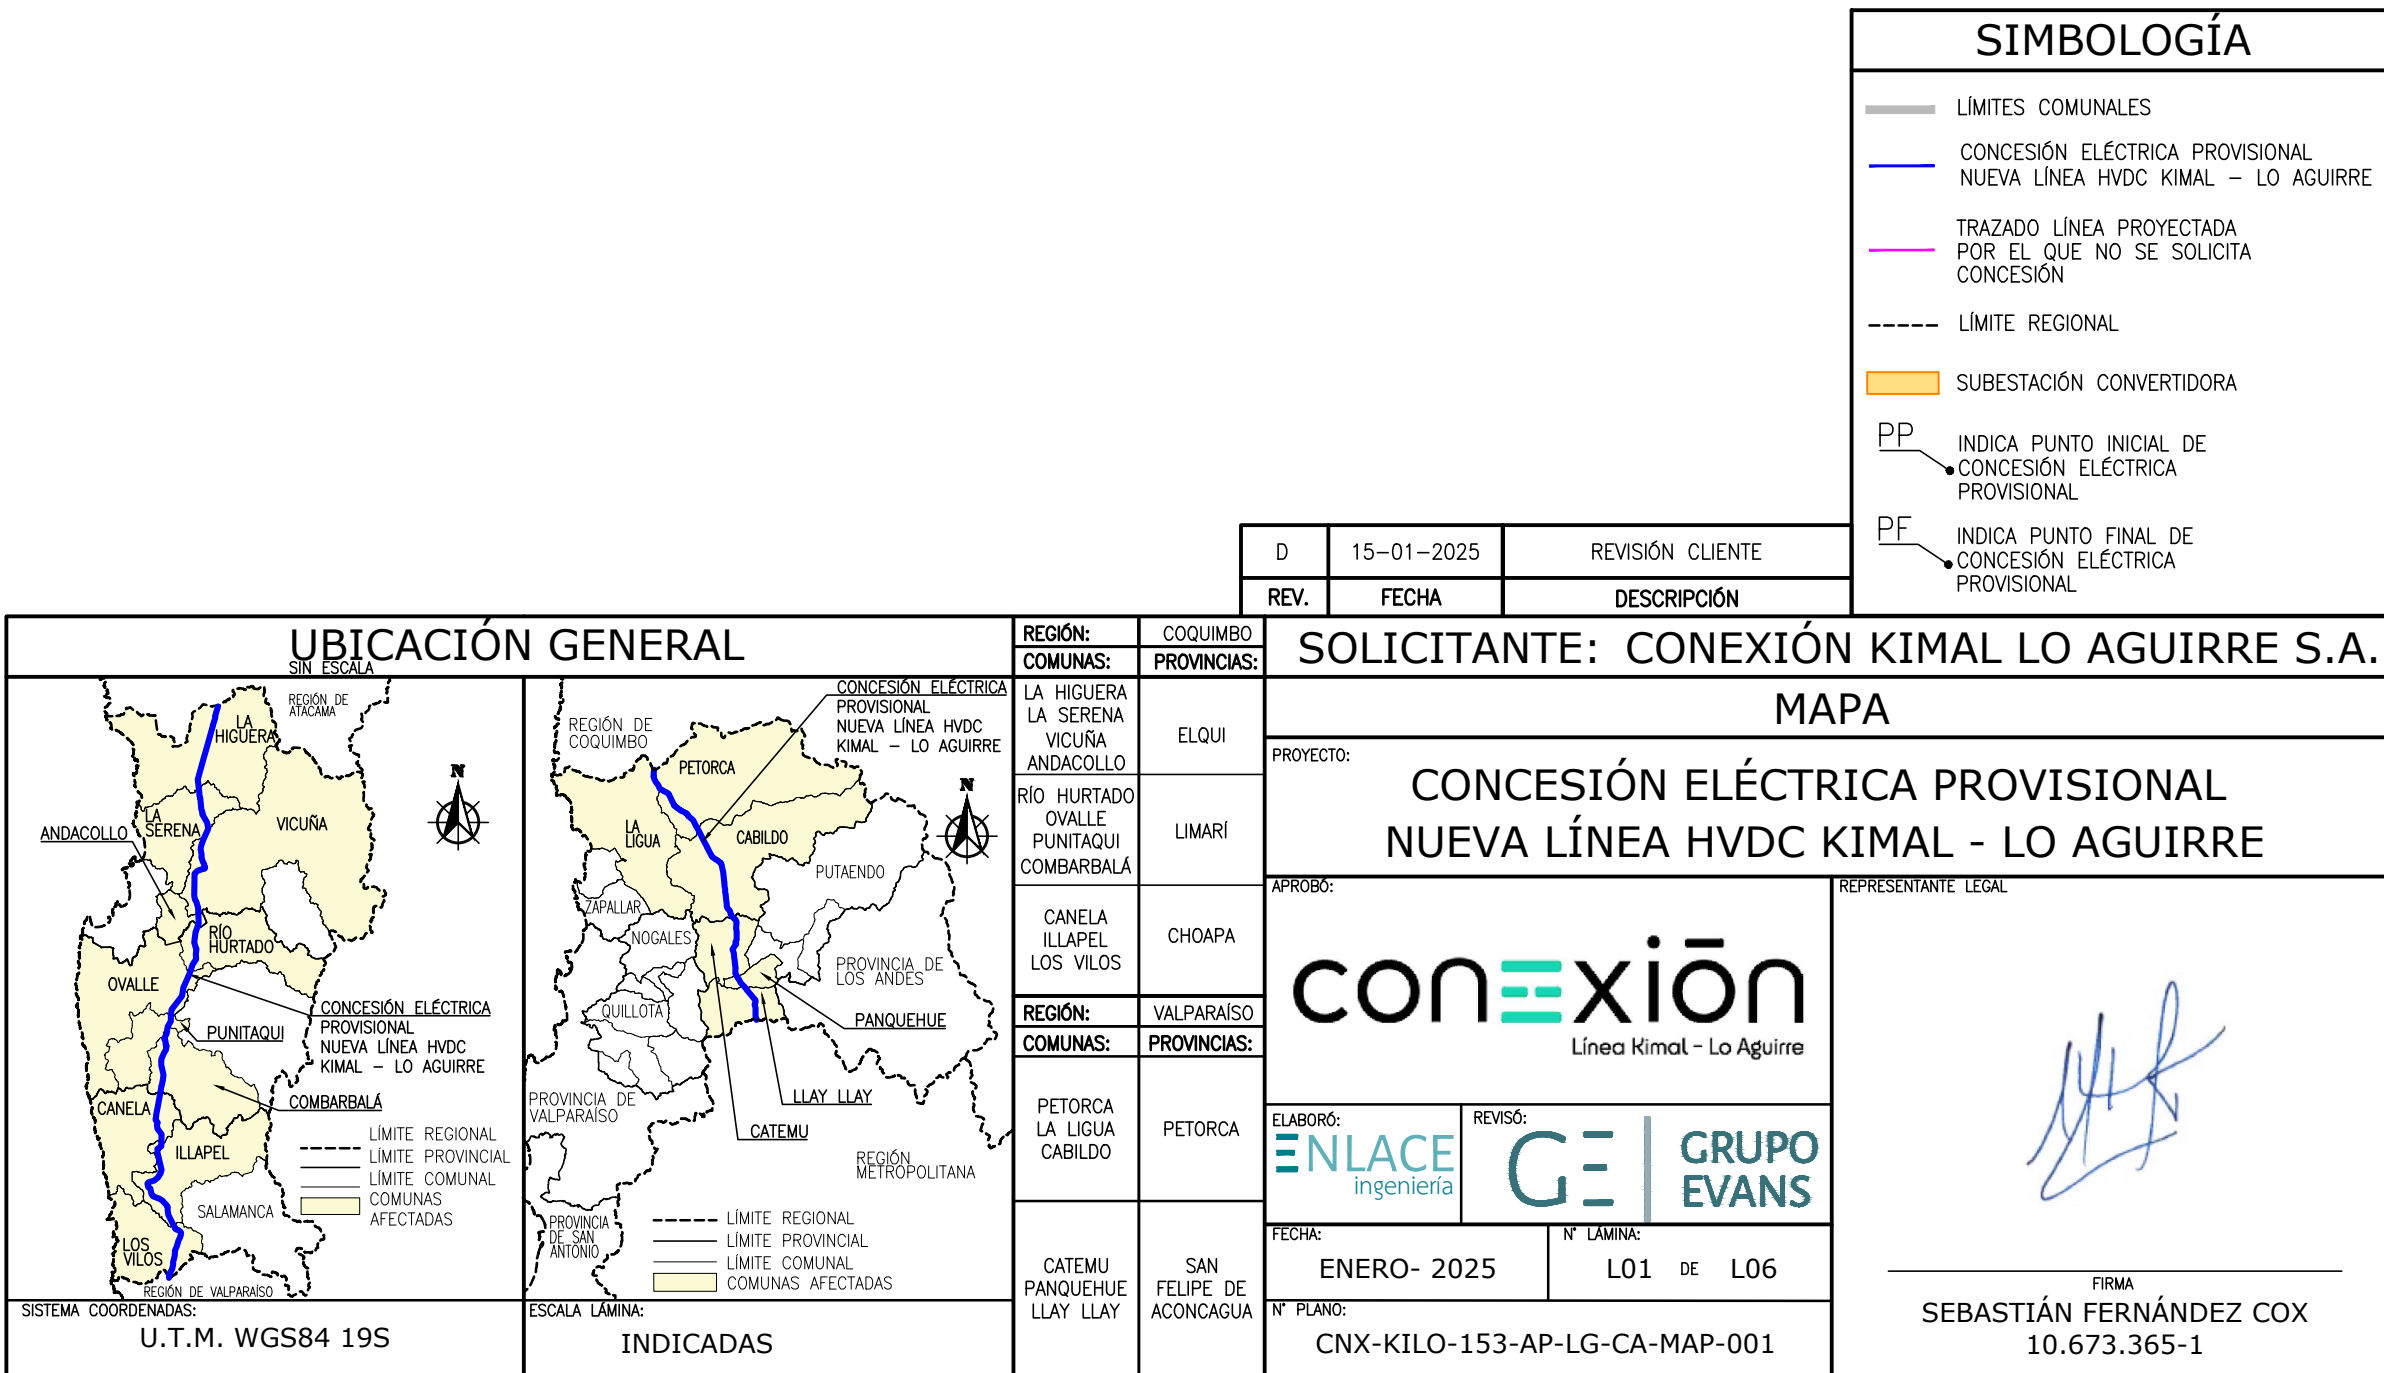 SIMBOLOGÍA
LÍMITES COMUNALES
CONCESIÓN ELÉCTRICA PROVISIONAL
NUEVA LÍNEA HVDC KIMAL – LO AGUIRRE
TRAZADO LÍNEA PROYECTADA
POR EL QUE NO SE SOLICITA
CONCESIÓN
LÍMITE REGIONAL
SUBESTACIÓN CONVERTIDORA
PP
INDICA PUNTO INICIAL DE
CONCESIÓN ELÉCTRICA
PROVISIONAL
PF
INDICA PUNTO FINAL DE
CONCESIÓN ELÉCTRICA
PROVISIONAL
D 15–01–2025 REVISIÓN CLIENTE
REV. FECHA DESCRIPCIÓN
UBICACIÓN GENERAL
SIN ESCALA
REGIÓN DE
ATACAMA
LA
HIGUERA
LA
SERENA
VICUÑA
ANDACOLLO
RÍO
HURTADO
OVALLE
CONCESIÓN ELÉCTRICA
PROVISIONAL
NUEVA LÍNEA HVDC
KIMAL – LO AGUIRRE
PUNITAQUI
CANELA
COMBARBALÁ
ILLAPEL
SALAMANCA
LOS
VILOS
REGIÓN DE VALPARAÍSO
N
LÍMITE REGIONAL
LÍMITE PROVINCIAL
LÍMITE COMUNAL
COMUNAS
AFECTADAS
REGIÓN DE
COQUIMBO
CONCESIÓN ELÉCTRICA
PROVISIONAL
NUEVA LÍNEA HVDC
KIMAL – LO AGUIRRE
PETORCA
N
LA
LIGUA
CABILDO
PUTAENDO
ZAPALLAR
NOGALES
PROVINCIA DE
LOS ANDES
QUILLOTA
PANQUEHUE
PROVINCIA DE
VALPARAÍSO
LLAY LLAY
CATEMU
REGIÓN
METROPOLITANA
PROVINCIA
DE SAN
ANTONIO
LÍMITE REGIONAL
LÍMITE PROVINCIAL
LÍMITE COMUNAL
COMUNAS AFECTADAS
SISTEMA COORDENADAS:
U.T.M. WGS84 19S
ESCALA LÁMINA:
INDICADAS
REGIÓN: COQUIMBO
COMUNAS: PROVINCIAS:
LA HIGUERA
LA SERENA
VICUÑA
ANDACOLLO
ELQUI
RÍO HURTADO
OVALLE
PUNITAQUI
COMBARBALÁ
LIMARÍ
CANELA
ILLAPEL
LOS VILOS
CHOAPA
REGIÓN: VALPARAÍSO
COMUNAS: PROVINCIAS:
PETORCA
LA LIGUA
CABILDO
PETORCA
CATEMU
PANQUEHUE
LLAY LLAY
SAN
FELIPE DE
ACONCAGUA
SOLICITANTE: CONEXIÓN KIMAL LO AGUIRRE S.A.
MAPA
PROYECTO:
CONCESIÓN ELÉCTRICA PROVISIONAL
NUEVA LÍNEA HVDC KIMAL - LO AGUIRRE
APROBÓ:
conexiōn
Línea Kimal - Lo Aguirre
ELABORÓ:
ENLACE
ingeniería
REVISÓ:
GE
GRUPO
EVANS
FECHA:
ENERO- 2025
N° LÁMINA:
L01 DE L06
N° PLANO:
CNX-KILO-153-AP-LG-CA-MAP-001
REPRESENTANTE LEGAL
FIRMA
SEBASTIÁN FERNÁNDEZ COX
10.673.365-1